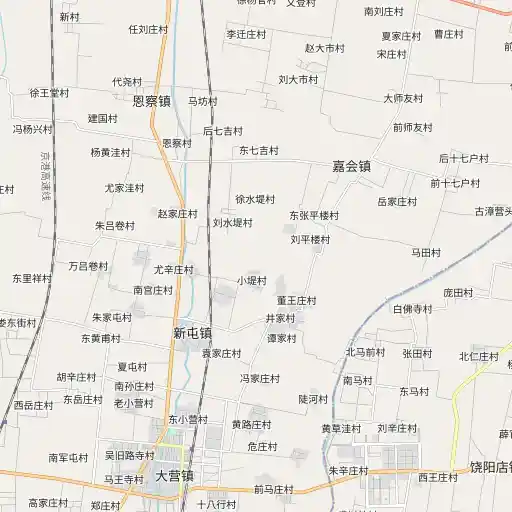 新村
徐杨官村
文登村
南刘庄村
任刘庄村
李迁庄村
夏家庄村
曹庄村
赵大市村
宋庄村
代尧村
刘大市村
徐王堂村
恩察镇
马坊村
大师友村
建国村
冯杨兴村
后七吉村
前师友村
恩察村
杨黄洼村
东七吉村
嘉会镇
后十七户村
京港高速线
尤家洼村
前十七户村
徐水堤村
岳家庄村
赵家庄村
东张平楼村
古漳营头
朱吕卷村
刘水堤村
刘平楼村
马田村
万吕卷村
尤辛庄村
东里祥村
小堤村
南宫庄村
庞田村
董王庄村
白佛寺村
朱家屯村
井家村
娄东街村
新屯镇
东黄甫村
谭家村
袁家庄村
北马前村
张田村
北仁庄村
夏屯村
胡辛庄村
冯家庄村
南马村
南孙庄村
东马村
东岳庄村
西岳庄村
老小营村
陡河村
东小营村
黄路庄村
黄草洼村
刘辛庄村
危庄村
吴旧路寺村
南军屯村
朱辛庄村
饶阳店镇
马王寺村
大营镇
西王庄村
前马庄村
高家庄村
郑庄村
十八行村